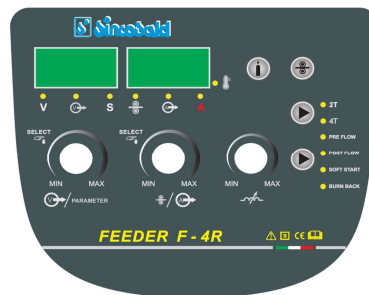 Sincosald
V V S A A
2T
4T
PRE FLOW
POST FLOW
SOFT START
BURN BACK
SELECT SELECT
MIN MAX MIN MAX MIN MAX
V / PARAMETER / A
FEEDER F - 4R CE